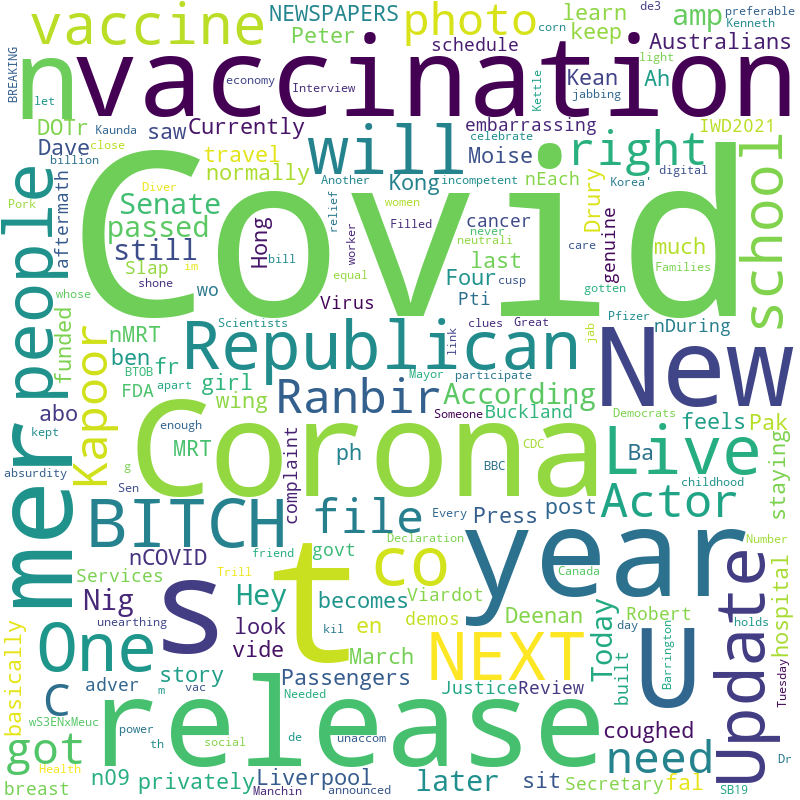 vaccine
NEWSPAPERS
Peter
photo
schedule
learn
keep
amp
de3
preferable
Kenneth
corn
Australians
BREAKING
let
n
vaccination
economy
Interview
light
Kettle
jabbing
Kean
Ah
DOTr
Kaunda
saw
Currently
embarrassing
IWD2021
billion
close
Dave
travel
normally
will
celebrate
Moise
right
Another
incompetent
Kong
nEach
Korea'
digital
school
people
Pork
aftermath
Diver
Senate
passed
Covid
relief
women
Filled
never
cancer
Drury
genuine
care
much
Hong
still
worker
neutrali
equal
bill
last
Families
Slap
im
shone
whose
wo
Four
cusp
gotten
Virus
Pti
Pfizer
funded
nMRT
Scientists
clues
Great
nDuring
link
jab
Republican
New
ben
fr
BTOB
Mayor
participate
FDA
apart
girl
Kapoor
wing
Ranbir
According
abo
kept
enough
Someone
Buckland
Democrats
feels
Pak
mer
Corona
Live
MRT
complaint
ph
BBC
CDC
Ba
staying
absurdity
g
childhood
Sen
Actor
BITCH
file
Every
Press
post
year
Update
nCOVID
govt
Declaration
Number
Services
Trill
friend
Canada
s
t
co
hospital
Nig
Hey
becomes
Viardot
day
holds
unearthing
kil
look
en
demos
Deenan
Robert
Today
Barrington
Tuesday
One
vide
NEXT
U
basically
March
story
Passengers
built
adver
m
vac
Needed
Justice
Review
C
wS3ENxMeuc
release
coughed
power
de
unaccom
got
th
social
need
Dr
Health
n09
privately
Liverpool
later
sit
Secretary
fal
breast
Manchin
announced
SB19